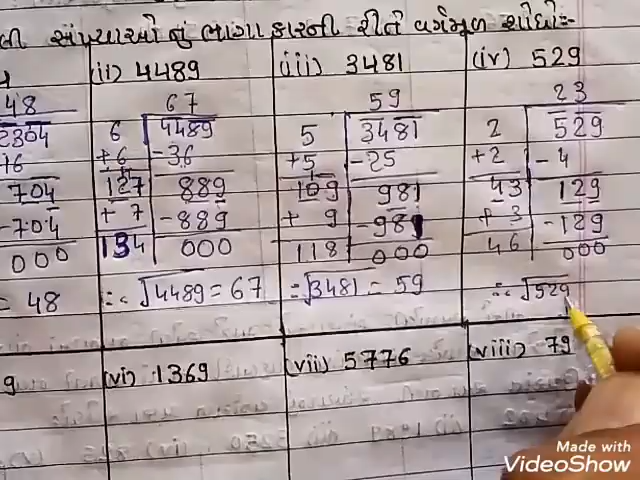 સંખ્યાઓ નું ભાગાકારની રીતે વર્ગમૂળ શોધો:-
(ii) 4489
(iii) 3481
(iv) 529
48
2304
704
-704
000
= 48
67
6 4489
+6 -36
127 889
+ 7 -889
134 000
∴ √4489 = 67
59
5 3481
+5 -25
109 981
+ 9 -981
118 000
= √3481 = 59
23
2 529
+2 -4
43 129
+ 3 -129
46 000
∴ √529
9
(vi) 1369
(vii) 5776
(viii) 79
Made with
VideoShow